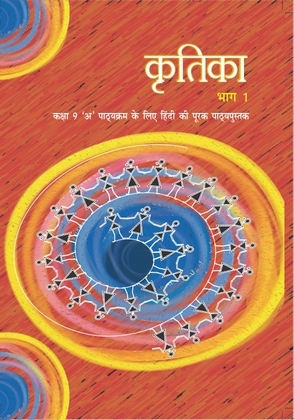 कृतिका
भाग 1
कक्षा 9 ‘अ’ पाठ्यक्रम के लिए हिंदी की पूरक पाठ्यपुस्तक